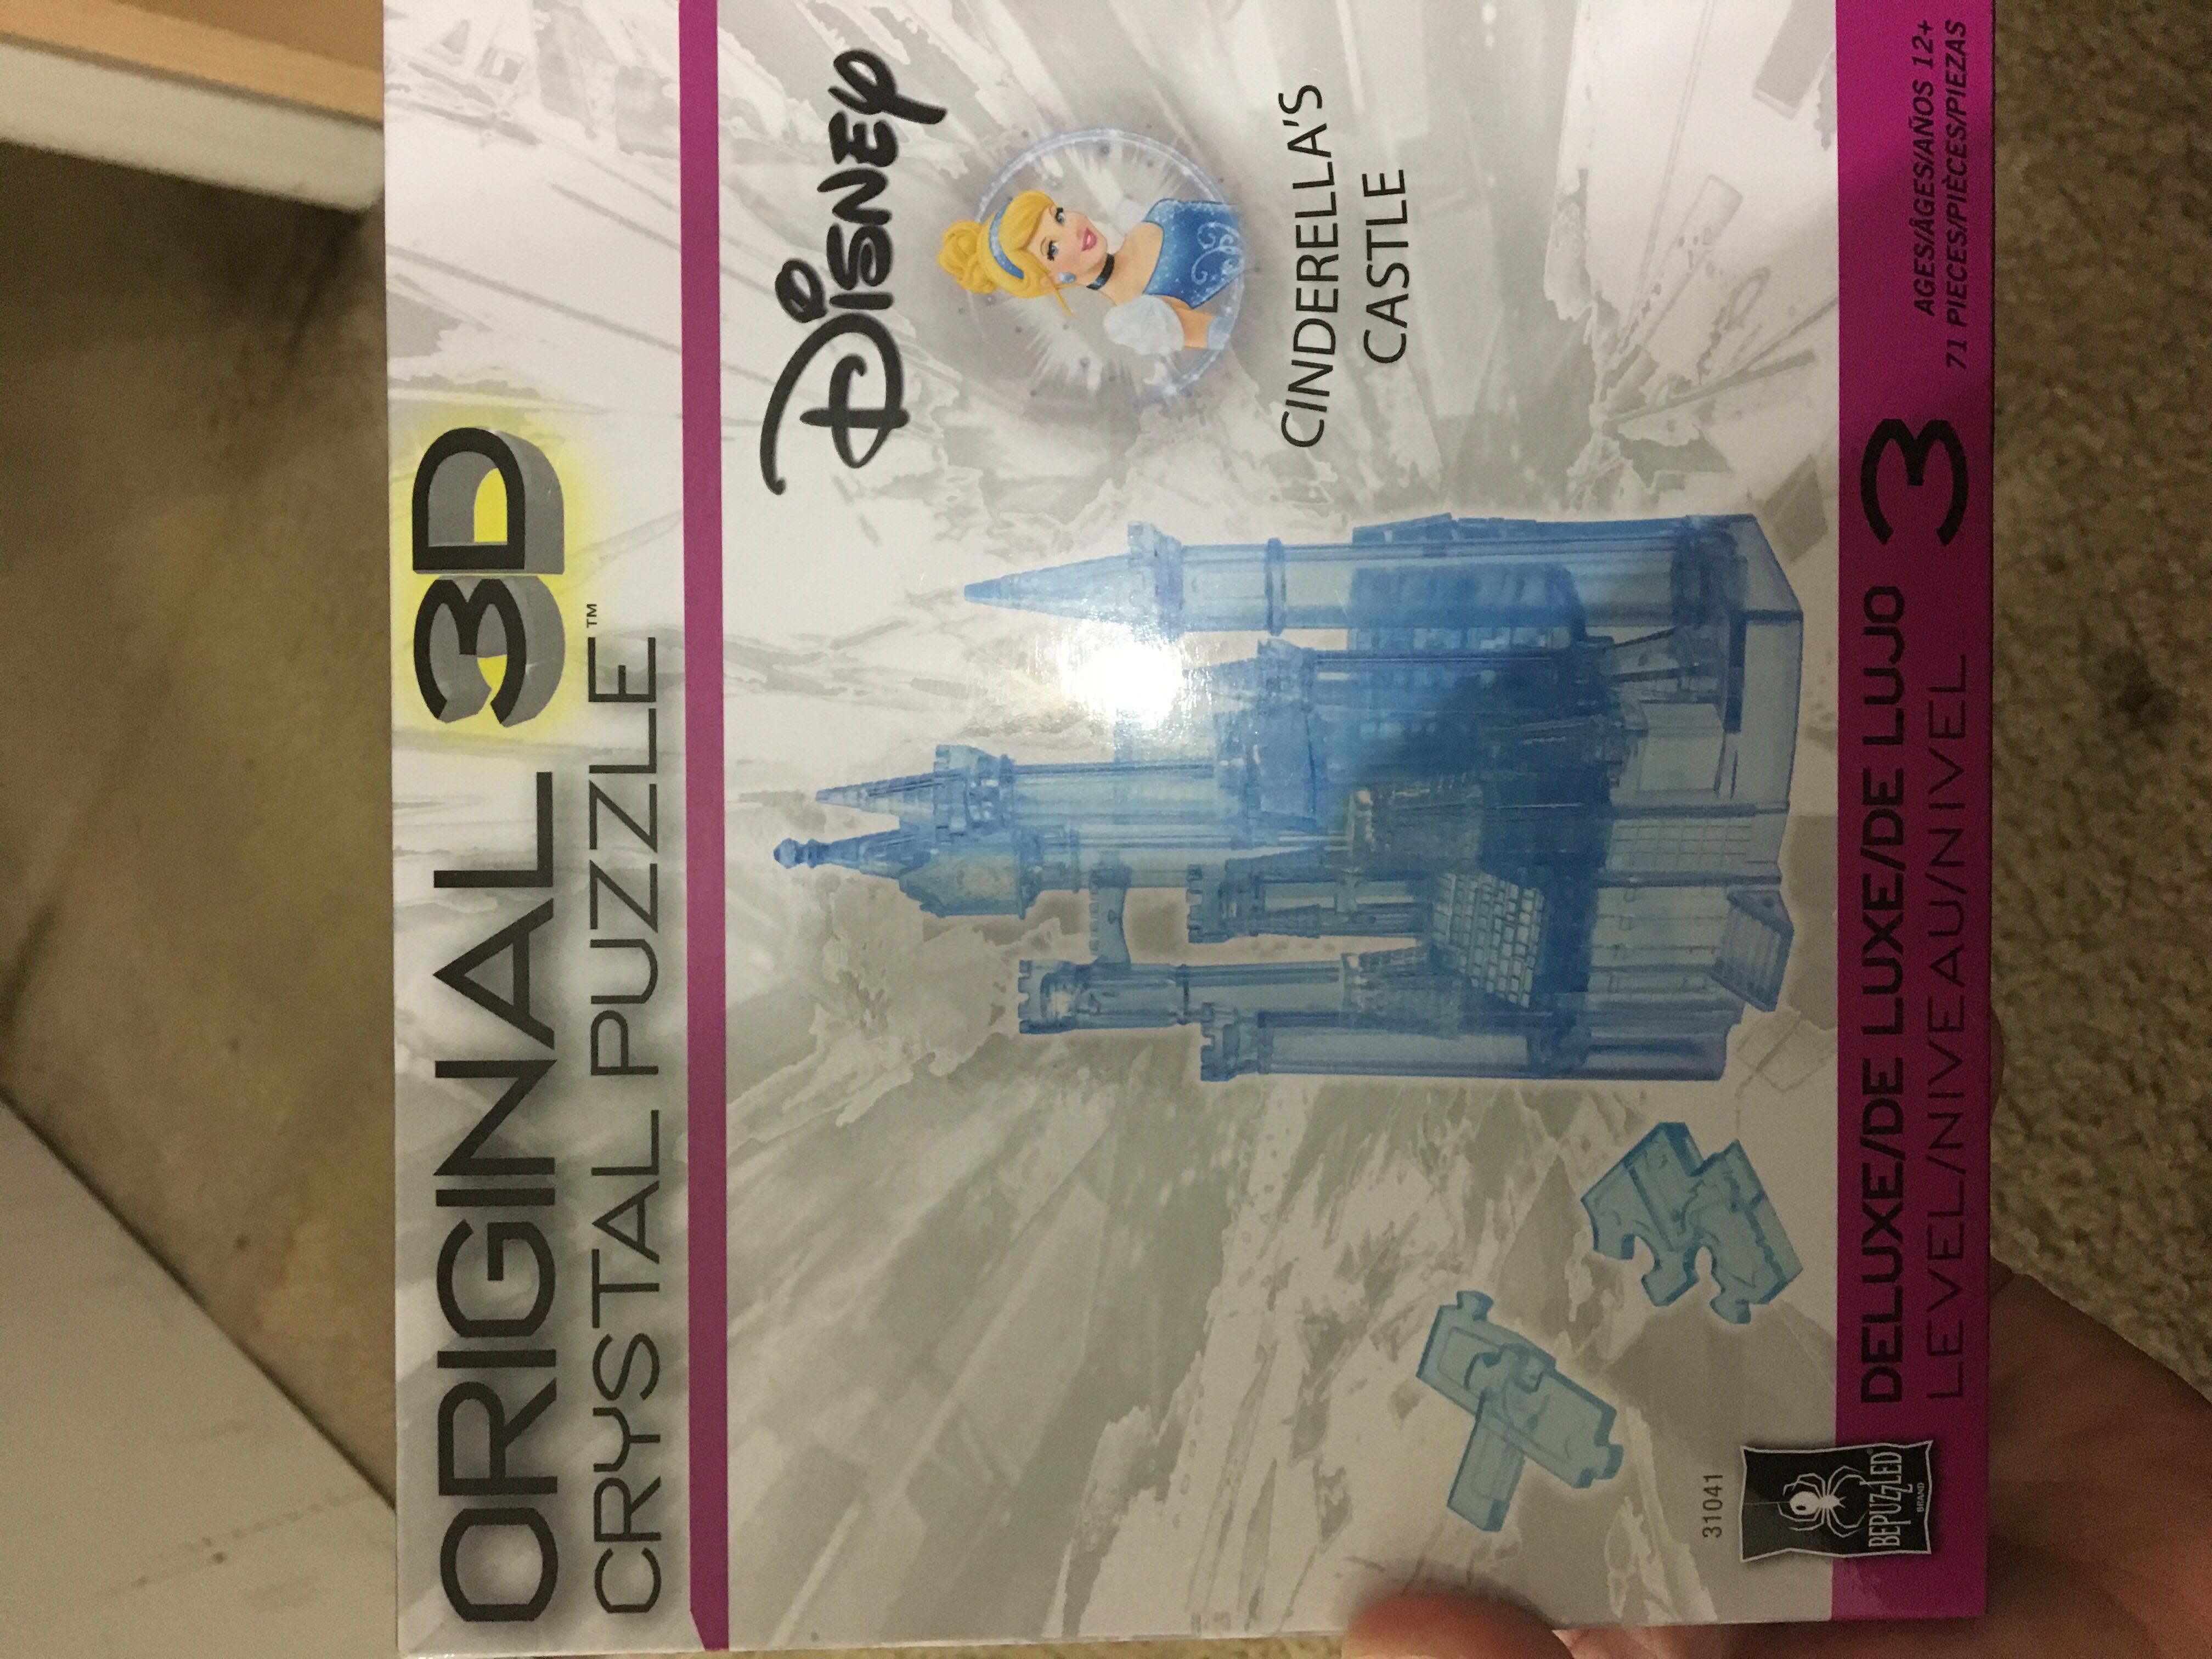 ORIGINAL 3D
CRYSTAL PUZZLE™
DISNEY
CINDERELLA'S
CASTLE
31041
BEPUZZLED®
BRAND
DELUXE/DE LUXE/DE LUJO
LEVEL/NIVEAU/NIVEL 3
AGES/ÂGES/AÑOS 12+
71 PIECES/PIÈCES/PIEZAS